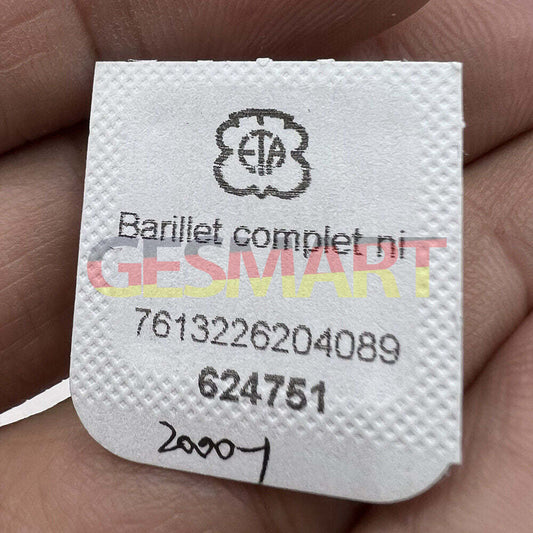 ETA
Barillet complet ni
GESMART
7613226204089
624751
2000-1